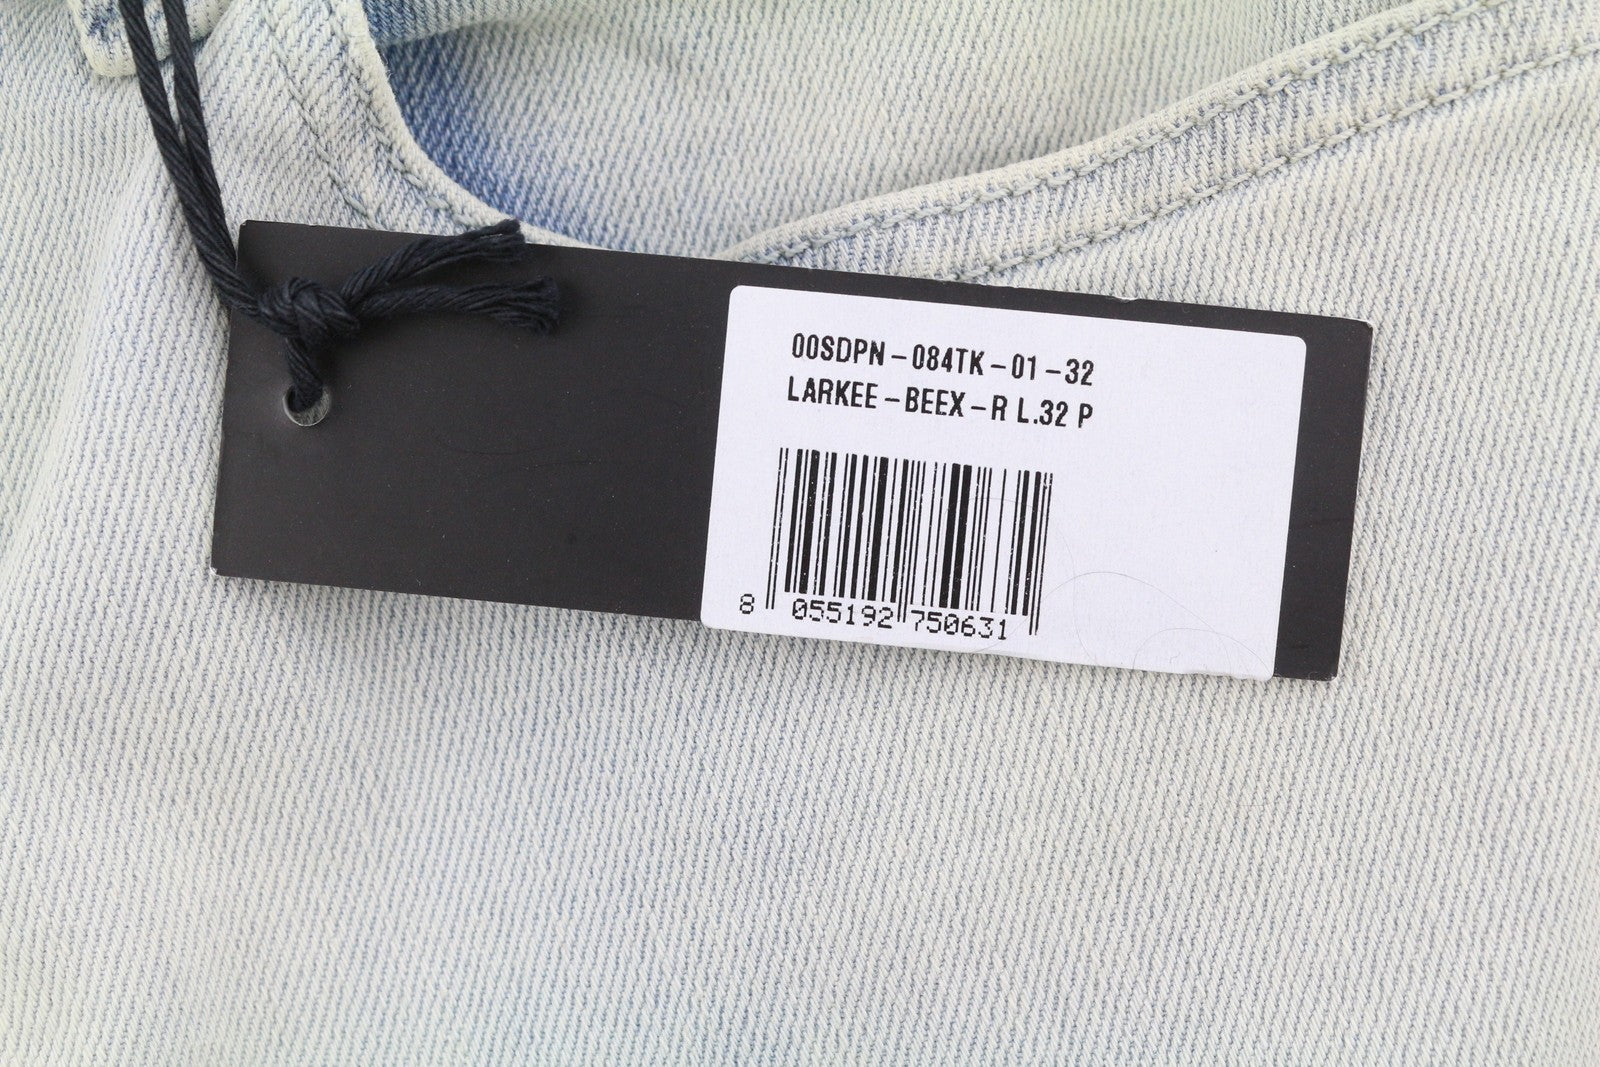 00SDPN-084TK-01-32
LARKEE-BEEX-R L.32 P
8 055192 750631